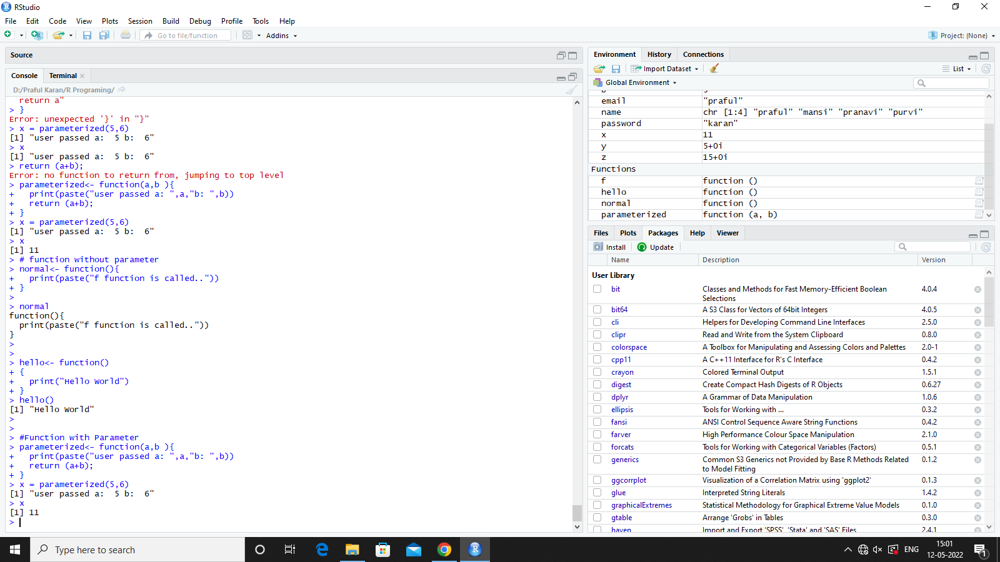 RStudio
File Edit Code View Plots Session Build Debug Profile Tools Help
Go to file/function Addins Project: (None)
Source
Console Terminal
D:/Praful Karan/R Programing/
return a"
> }
Error: unexpected '}' in "}"
> x = parameterized(5,6)
[1] "user passed a:  5 b:  6"
> x
[1] "user passed a:  5 b:  6"
> return (a+b);
Error: no function to return from, jumping to top level
> parameterized<- function(a,b ){
+   print(paste("user passed a: ",a,"b: ",b))
+   return (a+b);
+ }
> x = parameterized(5,6)
[1] "user passed a:  5 b:  6"
> x
[1] 11
> # function without parameter
> normal<- function(){
+   print(paste("f function is called.."))
+ }
>
> normal
function(){
  print(paste("f function is called.."))
}
>
>
> hello<- function()
+ {
+   print("Hello World")
+ }
> hello()
[1] "Hello World"
>
>
> #Function with Parameter
> parameterized<- function(a,b ){
+   print(paste("user passed a: ",a,"b: ",b))
+   return (a+b);
+ }
> x = parameterized(5,6)
[1] "user passed a:  5 b:  6"
> x
[1] 11
>
Environment History Connections
Import Dataset List
Global Environment
email "praful"
name chr [1:4] "praful" "mansi" "pranavi" "purvi"
password "karan"
x 11
y 5+0i
z 15+0i
Functions
f function ()
hello function ()
normal function ()
parameterized function (a, b)
Files Plots Packages Help Viewer
Install Update
Name Description Version
User Library
bit Classes and Methods for Fast Memory-Efficient Boolean 4.0.4
Selections
bit64 A S3 Class for Vectors of 64bit Integers 4.0.5
cli Helpers for Developing Command Line Interfaces 2.5.0
clipr Read and Write from the System Clipboard 0.8.0
colorspace A Toolbox for Manipulating and Assessing Colors and Palettes 2.0-1
cpp11 A C++11 Interface for R's C Interface 0.4.2
crayon Colored Terminal Output 1.5.1
digest Create Compact Hash Digests of R Objects 0.6.27
dplyr A Grammar of Data Manipulation 1.0.6
ellipsis Tools for Working with ... 0.3.2
fansi ANSI Control Sequence Aware String Functions 0.4.2
farver High Performance Colour Space Manipulation 2.1.0
forcats Tools for Working with Categorical Variables (Factors) 0.5.1
generics Common S3 Generics not Provided by Base R Methods Related 0.1.2
to Model Fitting
ggcorrplot Visualization of a Correlation Matrix using 'ggplot2' 0.1.3
glue Interpreted String Literals 1.4.2
graphicalExtremes Statistical Methodology for Graphical Extreme Value Models 0.1.0
gtable Arrange 'Grobs' in Tables 0.3.0
haven Import and Export 'SPSS', 'Stata' and 'SAS' Files 2.4.1
Type here to search
ENG
15:01
12-05-2022
1